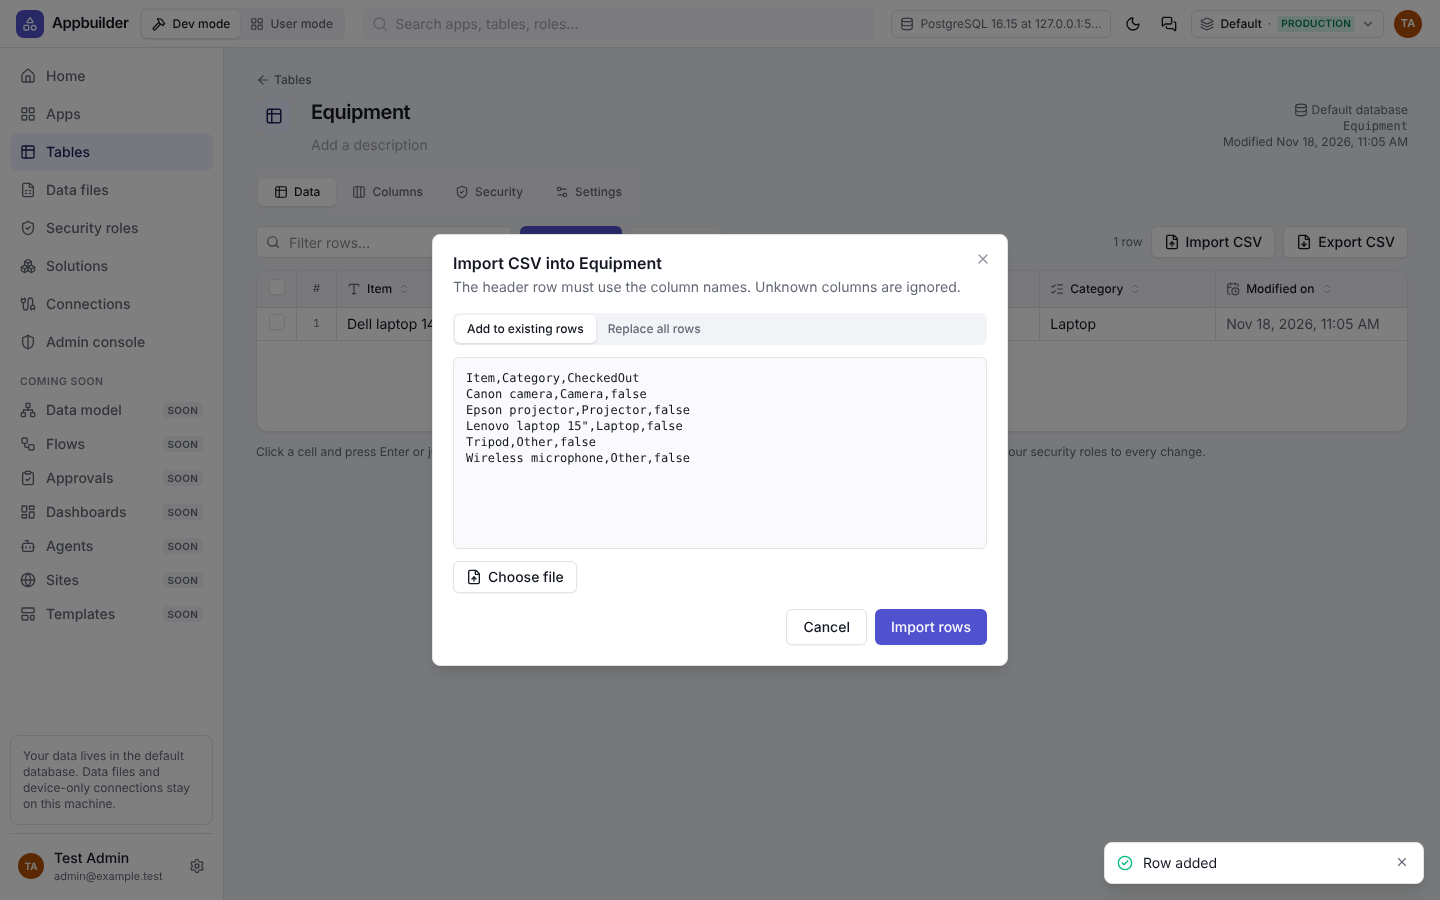 Appbuilder
Dev mode
User mode
Search apps, tables, roles...
PostgreSQL 16.15 at 127.0.0.1:5...
Default · PRODUCTION
TA
Home
Apps
Tables
Data files
Security roles
Solutions
Connections
Admin console
COMING SOON
Data model SOON
Flows SOON
Approvals SOON
Dashboards SOON
Agents SOON
Sites SOON
Templates SOON
Your data lives in the default
database. Data files and
device-only connections stay
on this machine.
TA
Test Admin
admin@example.test
Tables
Equipment
Add a description
Default database
Equipment
Modified Nov 18, 2026, 11:05 AM
Data
Columns
Security
Settings
Filter rows...
1 row
Import CSV
Export CSV
# Item Category Modified on
1 Dell laptop 14 Laptop Nov 18, 2026, 11:05 AM
Click a cell and press Enter or
our security roles to every change.
Import CSV into Equipment
The header row must use the column names. Unknown columns are ignored.
Add to existing rows
Replace all rows
Item,Category,CheckedOut
Canon camera,Camera,false
Epson projector,Projector,false
Lenovo laptop 15",Laptop,false
Tripod,Other,false
Wireless microphone,Other,false
Choose file
Cancel
Import rows
Row added